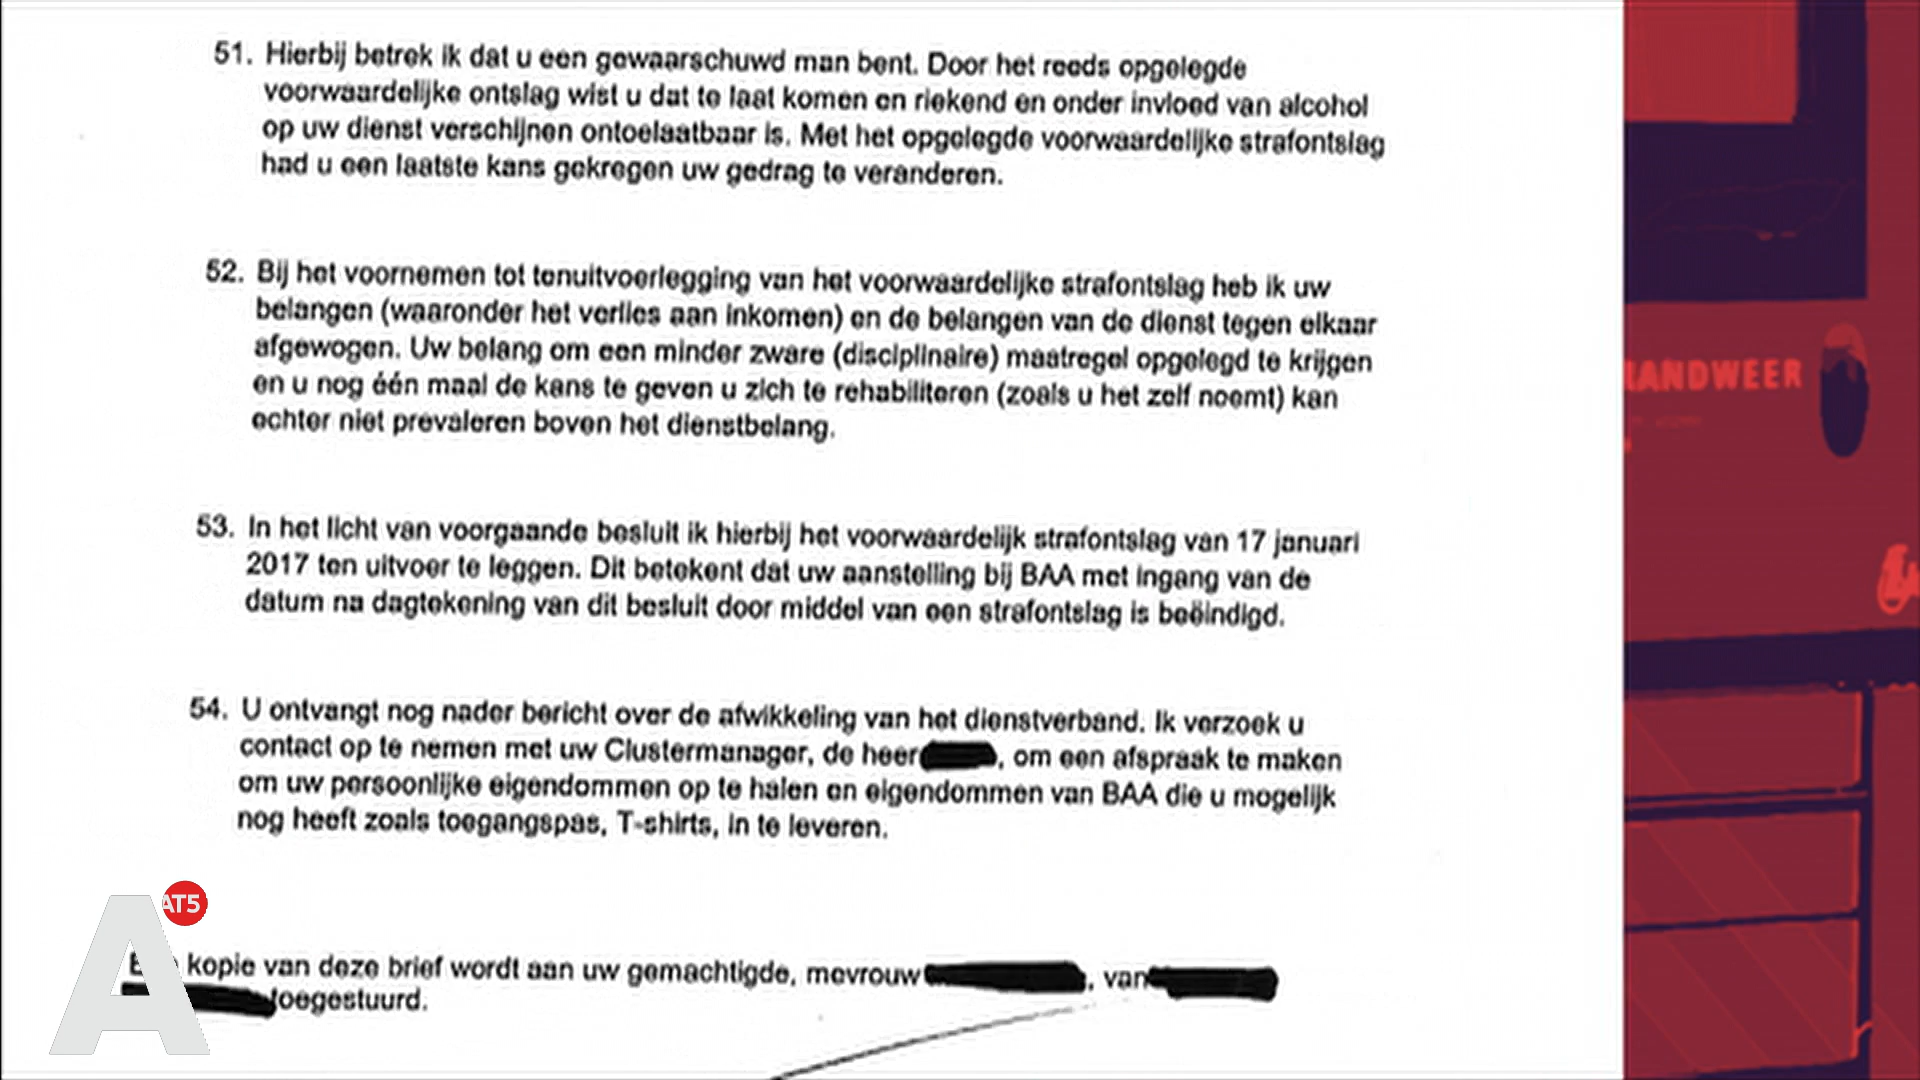 51. Hierbij betrek ik dat u een gewaarschuwd man bent. Door het reeds opgelegde
voorwaardelijke ontslag wist u dat te laat komen en riekend en onder invloed van alcohol
op uw dienst verschijnen ontoelaatbaar is. Met het opgelegde voorwaardelijke strafontslag
had u een laatste kans gekregen uw gedrag te veranderen.
52. Bij het voornemen tot tenuitvoerlegging van het voorwaardelijke strafontslag heb ik uw
belangen (waaronder het verlies aan inkomen) en de belangen van de dienst tegen elkaar
afgewogen. Uw belang om een minder zware (disciplinaire) maatregel opgelegd te krijgen
en u nog één maal de kans te geven u zich te rehabiliteren (zoals u het zelf noemt) kan
echter niet prevaleren boven het dienstbelang.
53. In het licht van voorgaande besluit ik hierbij het voorwaardelijk strafontslag van 17 januari
2017 ten uitvoer te leggen. Dit betekent dat uw aanstelling bij BAA met ingang van de
datum na dagtekening van dit besluit door middel van een strafontslag is beëindigd.
54. U ontvangt nog nader bericht over de afwikkeling van het dienstverband. Ik verzoek u
contact op te nemen met uw Clustermanager, de heer , om een afspraak te maken
om uw persoonlijke eigendommen op te halen en eigendommen van BAA die u mogelijk
nog heeft zoals toegangspas, T-shirts, in te leveren.
kopie van deze brief wordt aan uw gemachtigde, mevrouw , van
toegestuurd.
RANDWEER
A AT5